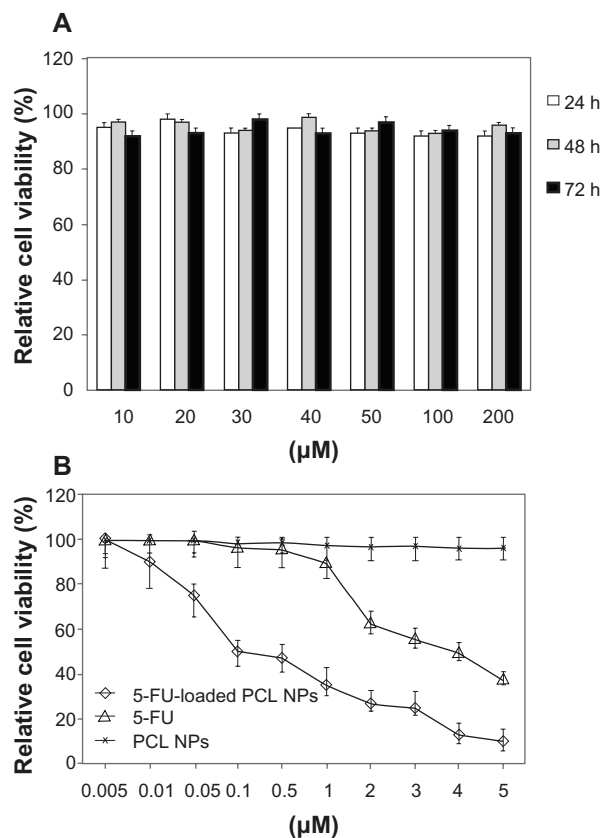 A
Relative cell viability (%)
120
100
80
60
40
20
0
10 20 30 40 50 100 200
(µM)
24 h
48 h
72 h
B
Relative cell viability (%)
120
100
80
60
40
20
0
5-FU-loaded PCL NPs
5-FU
PCL NPs
0.005 0.01 0.05 0.1 0.5 1 2 3 4 5
(µM)